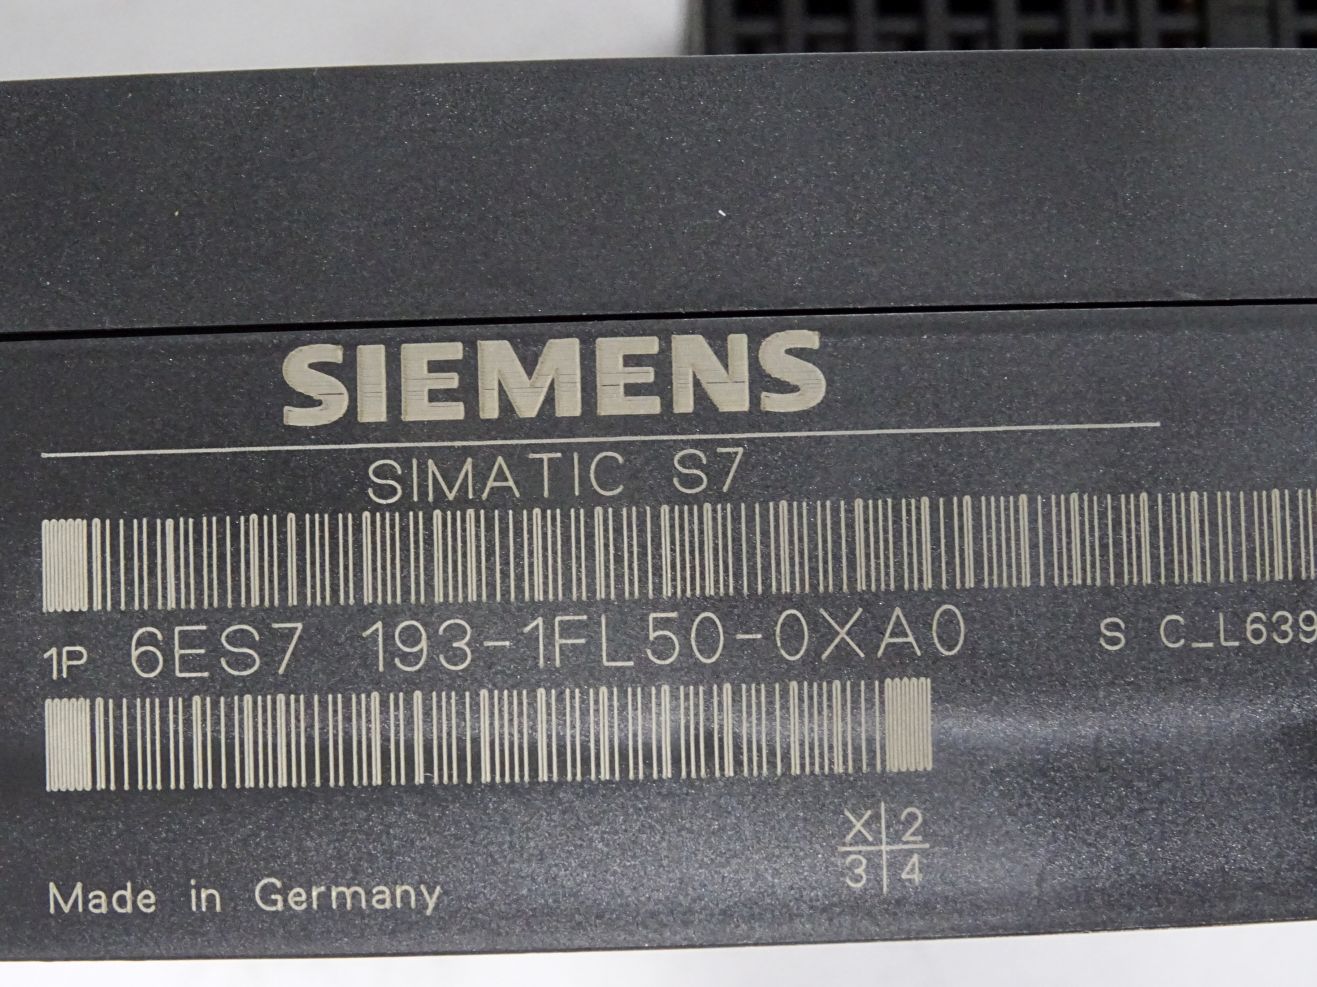 SIEMENS
SIMATIC S7
1P 6ES7 193-1FL50-0XA0 S C_L639
X 2
3 4
Made in Germany